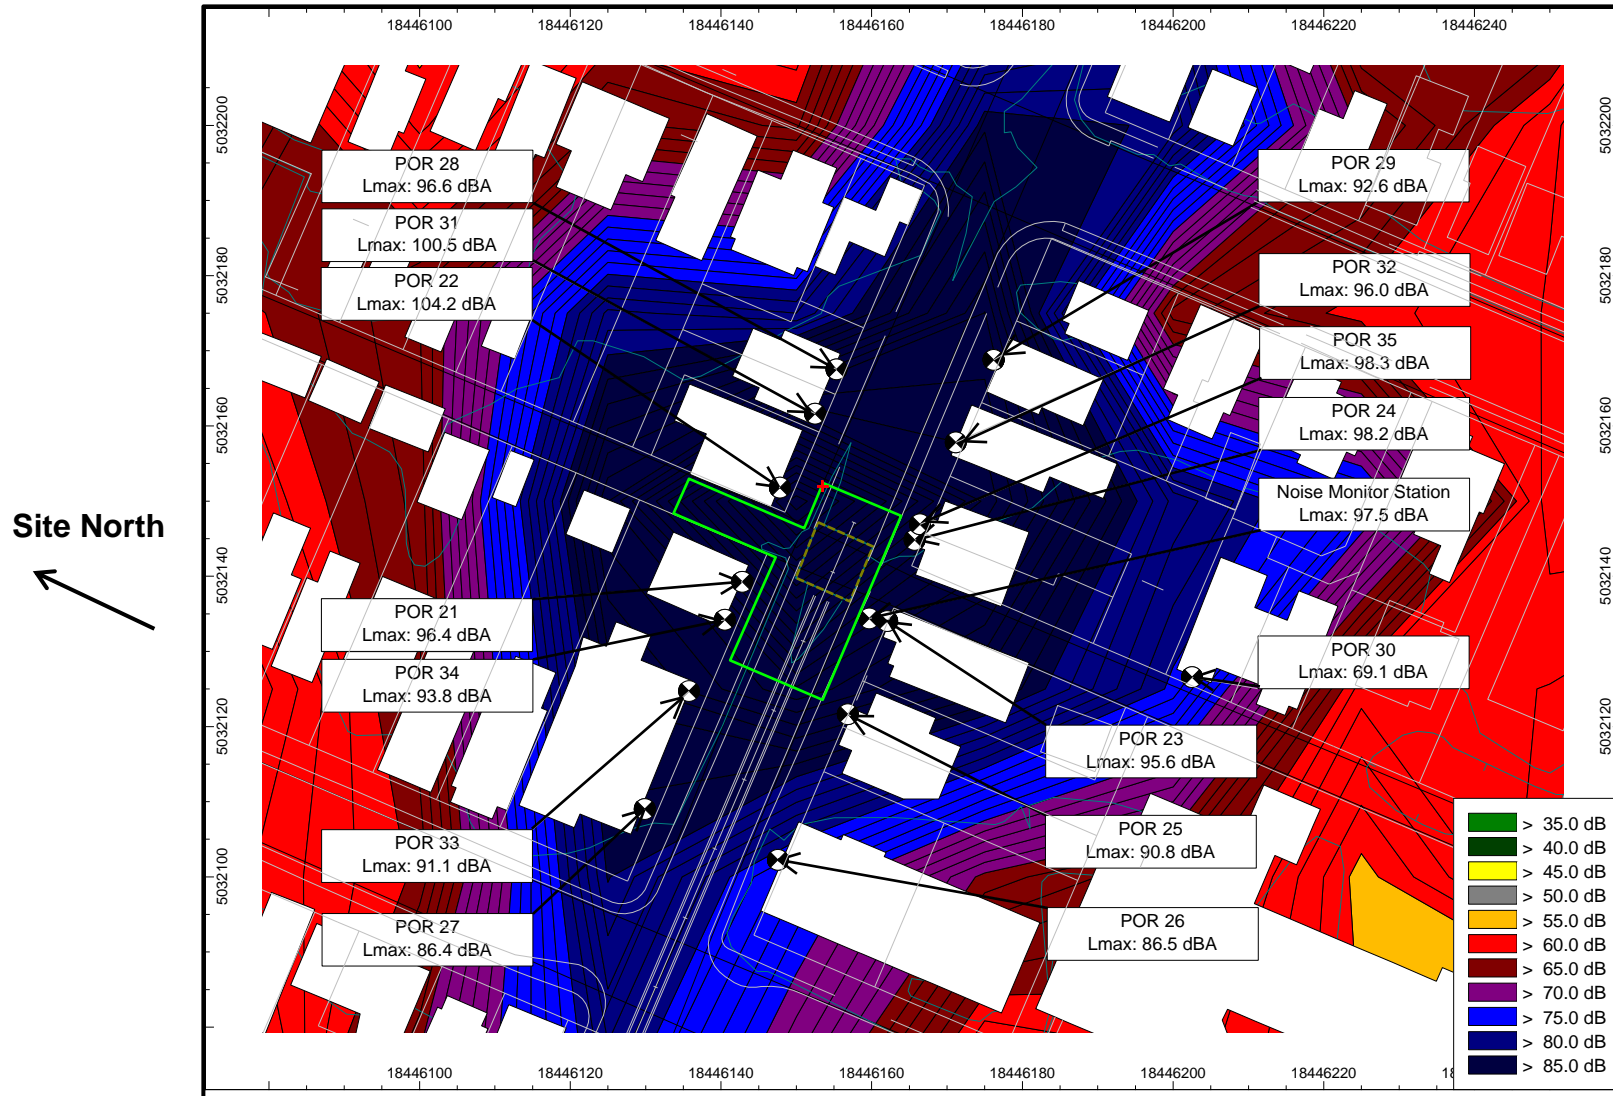 18446100 18446120 18446140 18446160 18446180 18446200 18446220 18446240
5032200
5032180
5032160
5032140
5032120
5032100
Site North
POR 28
Lmax: 96.6 dBA
POR 31
Lmax: 100.5 dBA
POR 22
Lmax: 104.2 dBA
POR 21
Lmax: 96.4 dBA
POR 34
Lmax: 93.8 dBA
POR 33
Lmax: 91.1 dBA
POR 27
Lmax: 86.4 dBA
POR 29
Lmax: 92.6 dBA
POR 32
Lmax: 96.0 dBA
POR 35
Lmax: 98.3 dBA
POR 24
Lmax: 98.2 dBA
Noise Monitor Station
Lmax: 97.5 dBA
POR 30
Lmax: 69.1 dBA
POR 23
Lmax: 95.6 dBA
POR 25
Lmax: 90.8 dBA
POR 26
Lmax: 86.5 dBA
5032200
5032180
5032160
5032140
5032120
> 35.0 dB
> 40.0 dB
> 45.0 dB
> 50.0 dB
> 55.0 dB
> 60.0 dB
> 65.0 dB
> 70.0 dB
> 75.0 dB
> 80.0 dB
> 85.0 dB
18446100 18446120 18446140 18446160 18446180 18446200 18446220